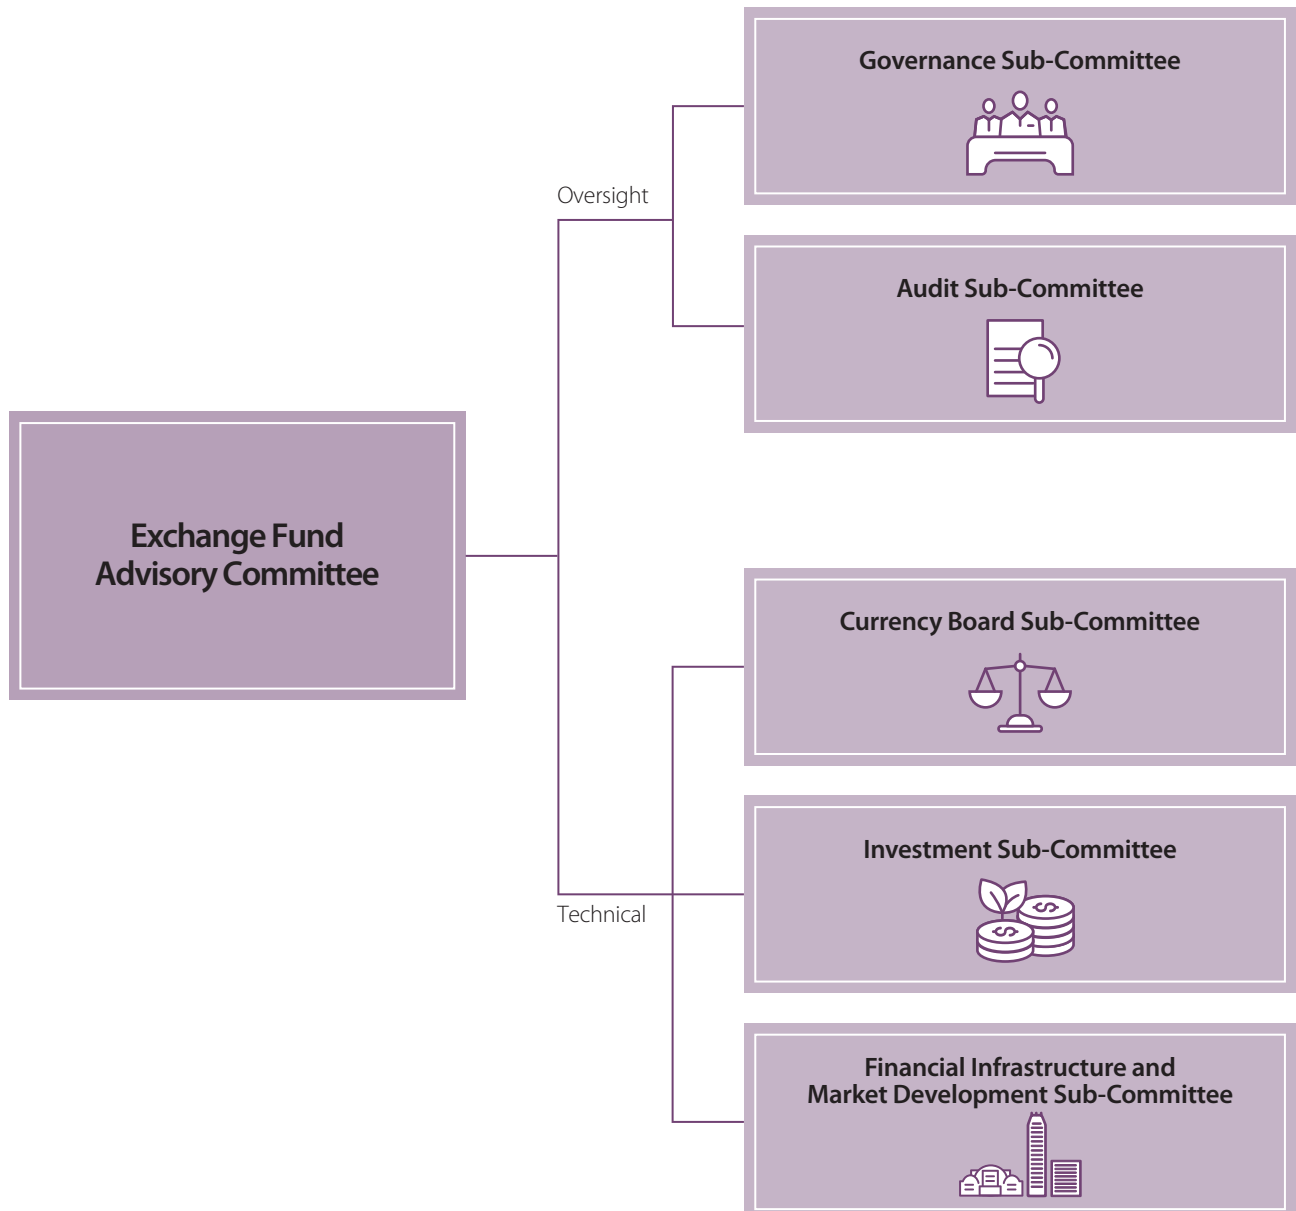 Governance Sub-Committee
Oversight
Audit Sub-Committee
Exchange Fund
Advisory Committee
Currency Board Sub-Committee
Investment Sub-Committee
Technical
Financial Infrastructure and
Market Development Sub-Committee